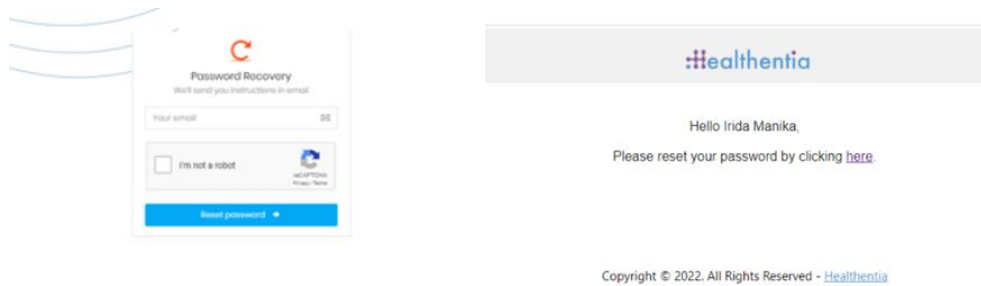 Password Recovery
We'll send you instructions in email
Your email
I'm not a robot
reCAPTCHA
Privacy - Terms
Reset password
Healthentia
Hello Irida Manika,
Please reset your password by clicking here.
Copyright © 2022. All Rights Reserved - Healthentia